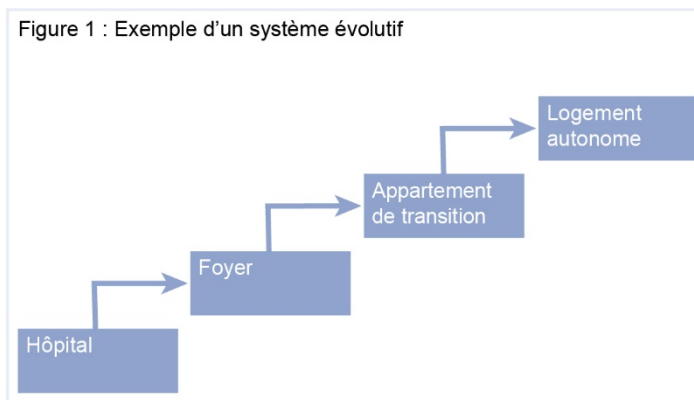 Figure 1 : Exemple d’un système évolutif
Logement
autonome
Appartement
de transition
Foyer
Hôpital